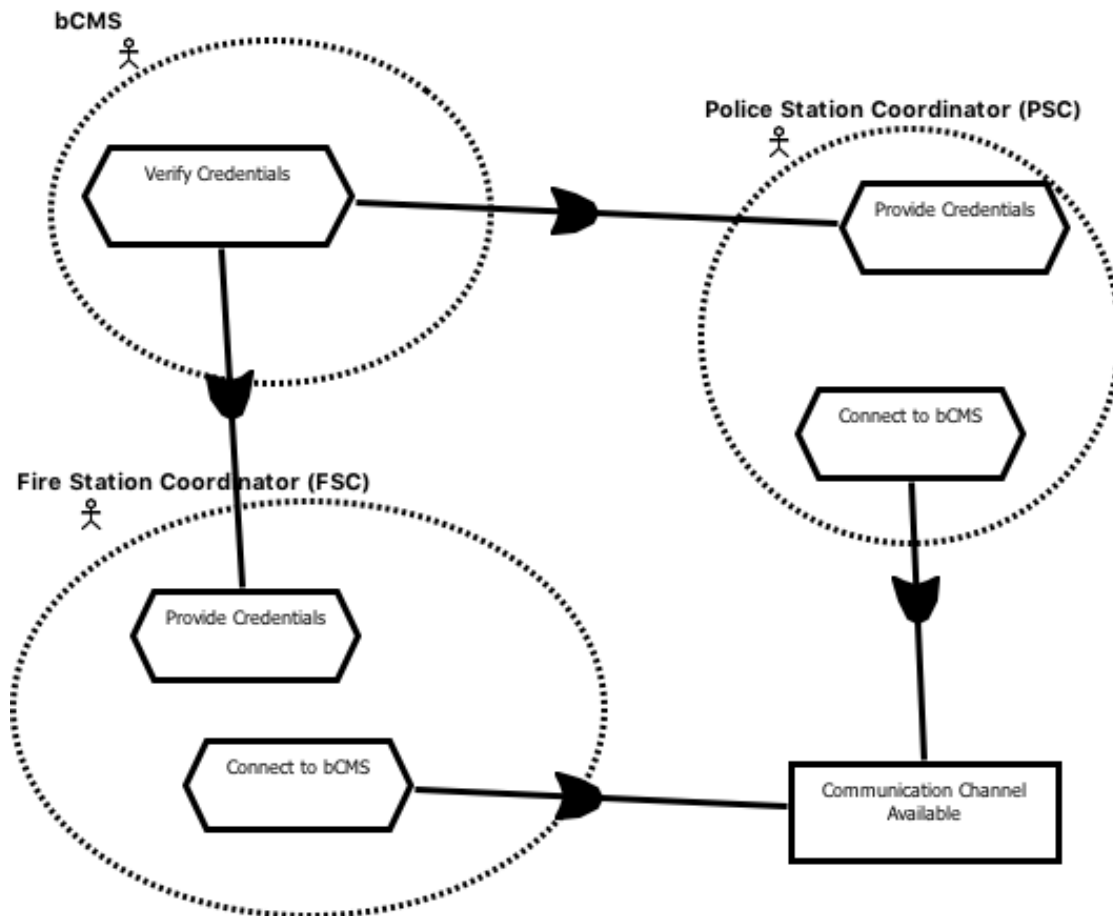 bCMS
Police Station Coordinator (PSC)
Verify Credentials
Provide Credentials
Connect to bCMS
Fire Station Coordinator (FSC)
Provide Credentials
Connect to bCMS
Communication Channel
Available